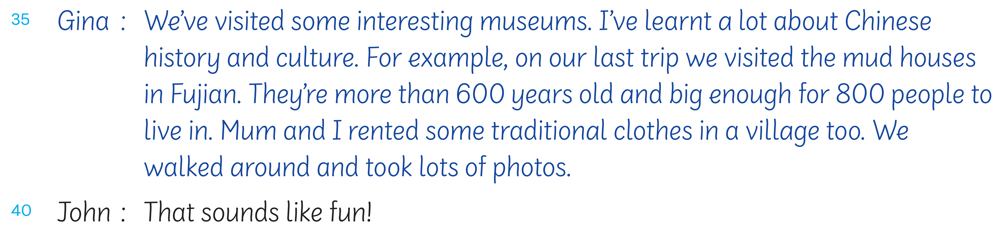 35 Gina : We’ve visited some interesting museums. I’ve learnt a lot about Chinese
history and culture. For example, on our last trip we visited the mud houses
in Fujian. They’re more than 600 years old and big enough for 800 people to
live in. Mum and I rented some traditional clothes in a village too. We
walked around and took lots of photos.
40 John : That sounds like fun!